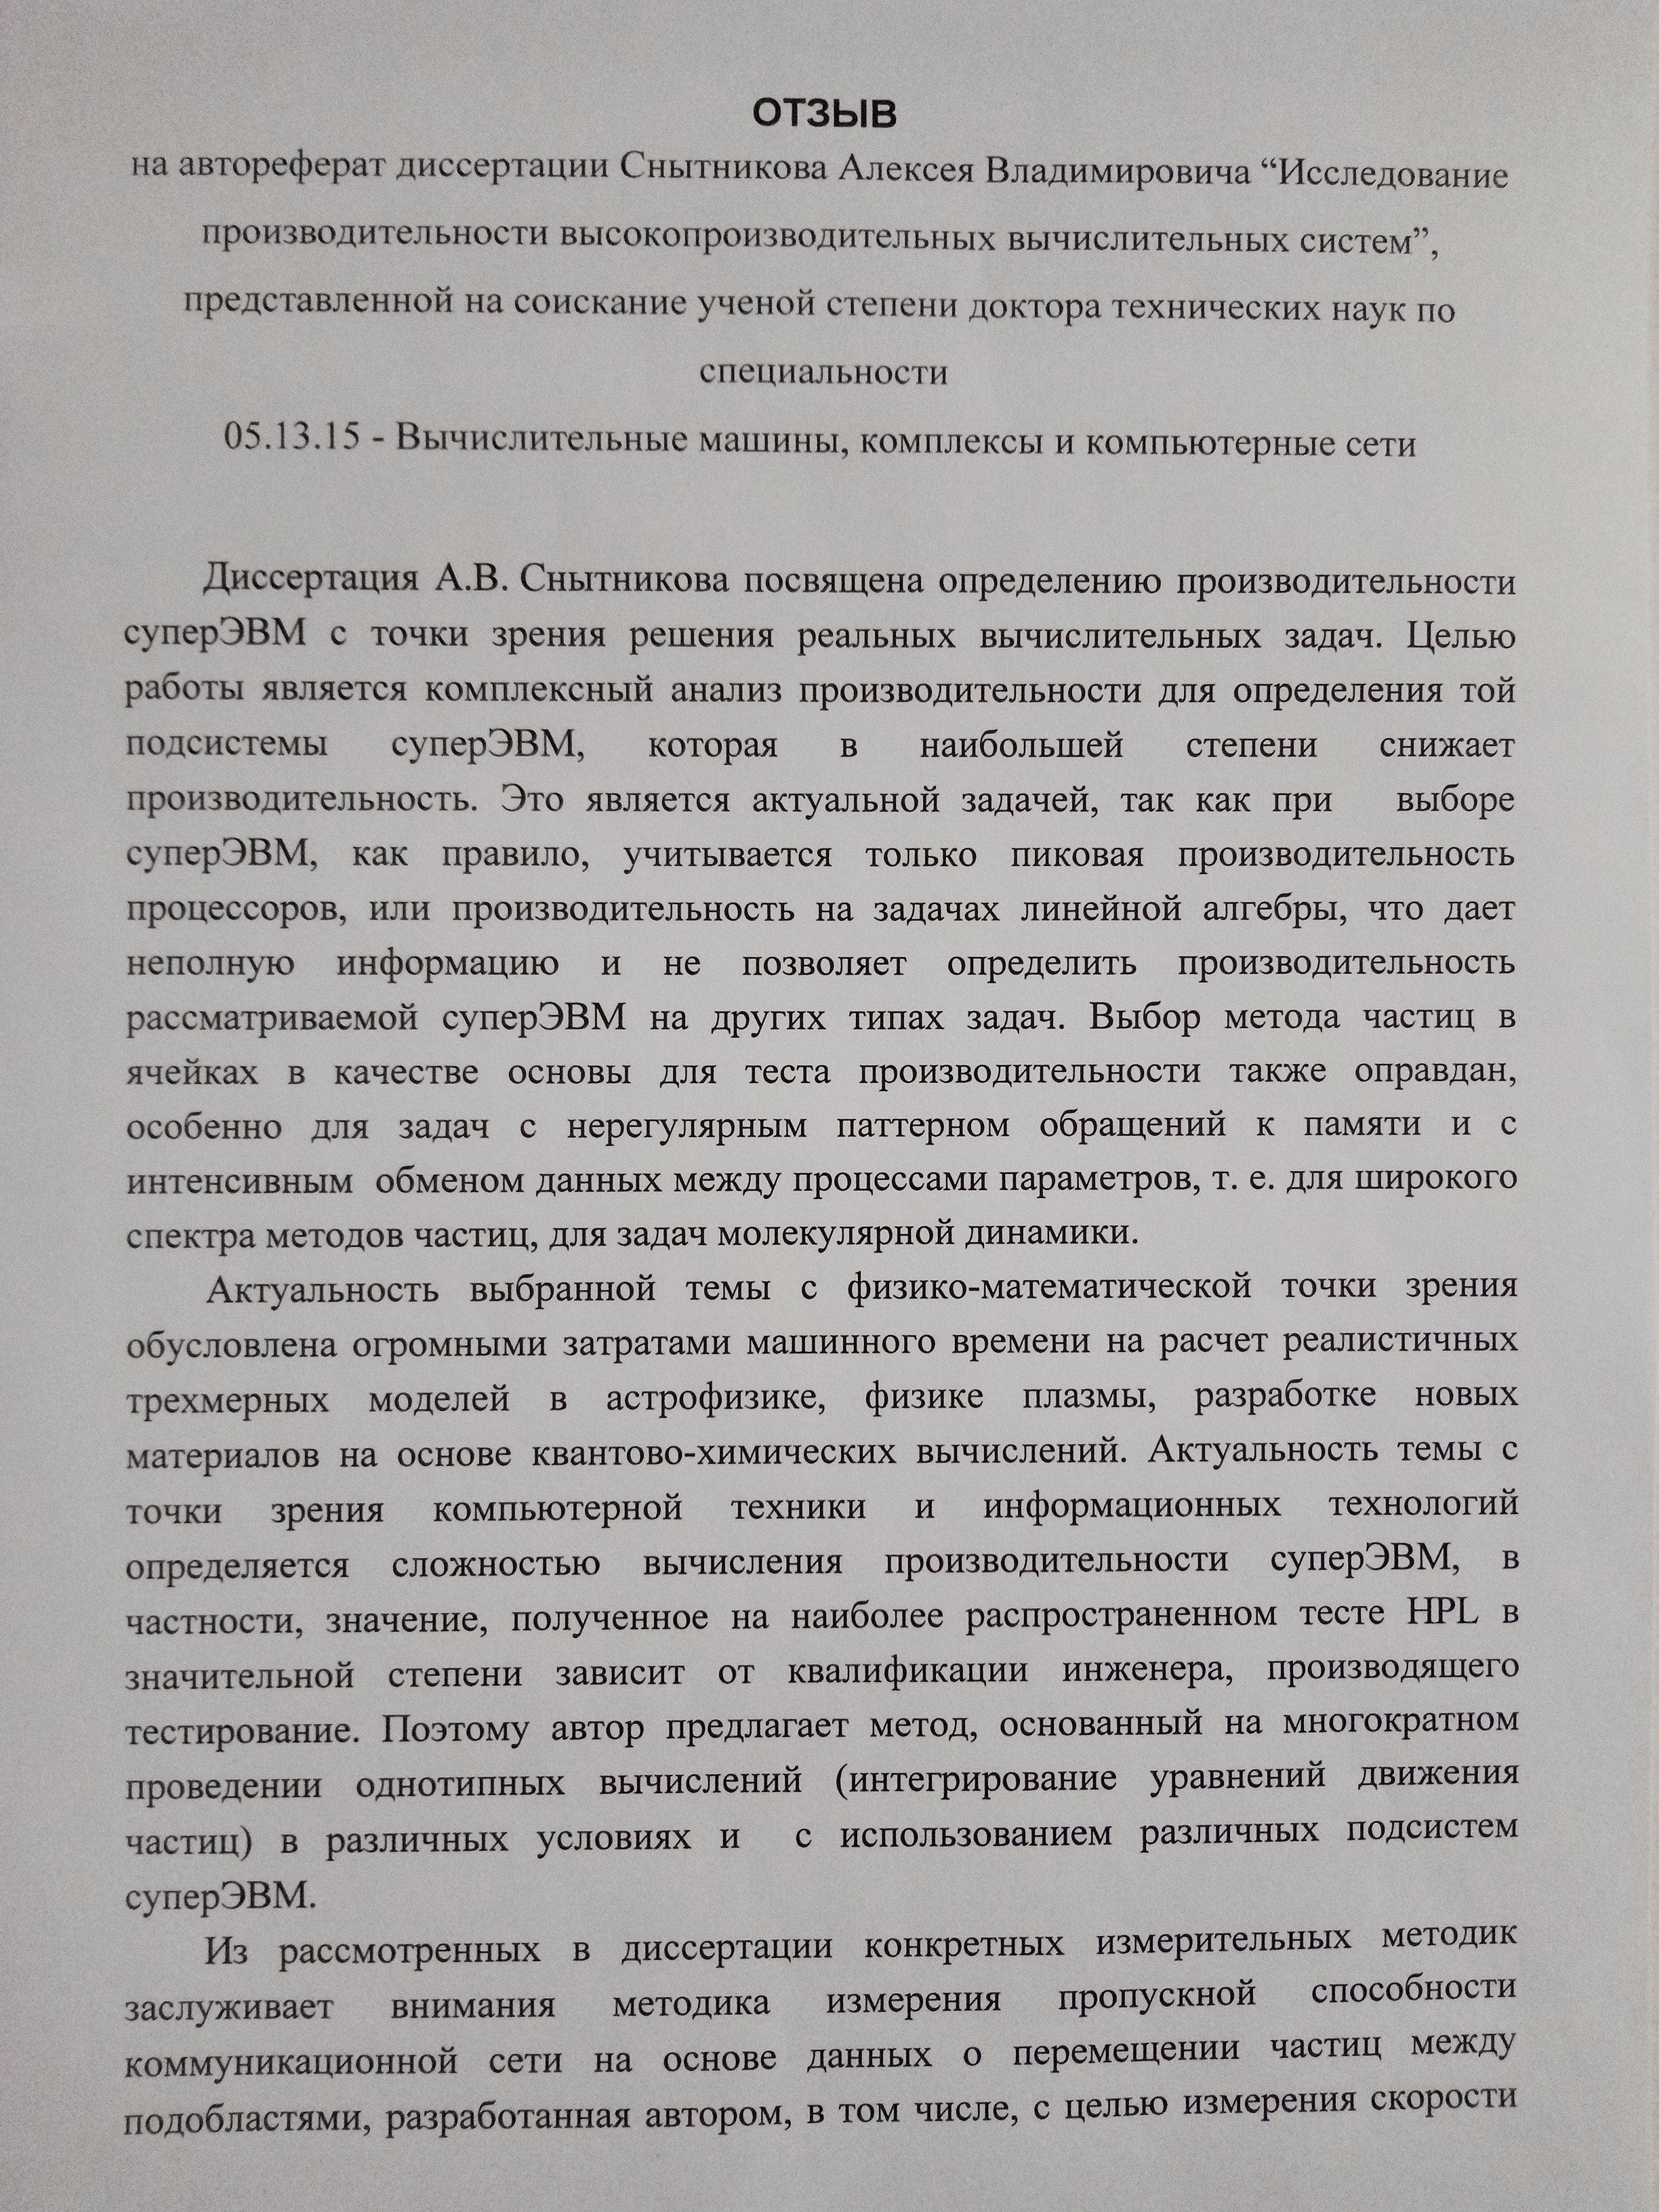 ОТЗЫВ
на автореферат диссертации Снытникова Алексея Владимировича “Исследование
производительности высокопроизводительных вычислительных систем”,
представленной на соискание ученой степени доктора технических наук по
специальности
05.13.15 - Вычислительные машины, комплексы и компьютерные сети
Диссертация А.В. Снытникова посвящена определению производительности
суперЭВМ с точки зрения решения реальных вычислительных задач. Целью
работы является комплексный анализ производительности для определения той
подсистемы суперЭВМ, которая в наибольшей степени снижает
производительность. Это является актуальной задачей, так как при выборе
суперЭВМ, как правило, учитывается только пиковая производительность
процессоров, или производительность на задачах линейной алгебры, что дает
неполную информацию и не позволяет определить производительность
рассматриваемой суперЭВМ на других типах задач. Выбор метода частиц в
ячейках в качестве основы для теста производительности также оправдан,
особенно для задач с нерегулярным паттерном обращений к памяти и с
интенсивным обменом данных между процессами параметров, т. е. для широкого
спектра методов частиц, для задач молекулярной динамики.
Актуальность выбранной темы с физико-математической точки зрения
обусловлена огромными затратами машинного времени на расчет реалистичных
трехмерных моделей в астрофизике, физике плазмы, разработке новых
материалов на основе квантово-химических вычислений. Актуальность темы с
точки зрения компьютерной техники и информационных технологий
определяется сложностью вычисления производительности суперЭВМ, в
частности, значение, полученное на наиболее распространенном тесте HPL в
значительной степени зависит от квалификации инженера, производящего
тестирование. Поэтому автор предлагает метод, основанный на многократном
проведении однотипных вычислений (интегрирование уравнений движения
частиц) в различных условиях и с использованием различных подсистем
суперЭВМ.
Из рассмотренных в диссертации конкретных измерительных методик
заслуживает внимания методика измерения пропускной способности
коммуникационной сети на основе данных о перемещении частиц между
подобластями, разработанная автором, в том числе, с целью измерения скорости